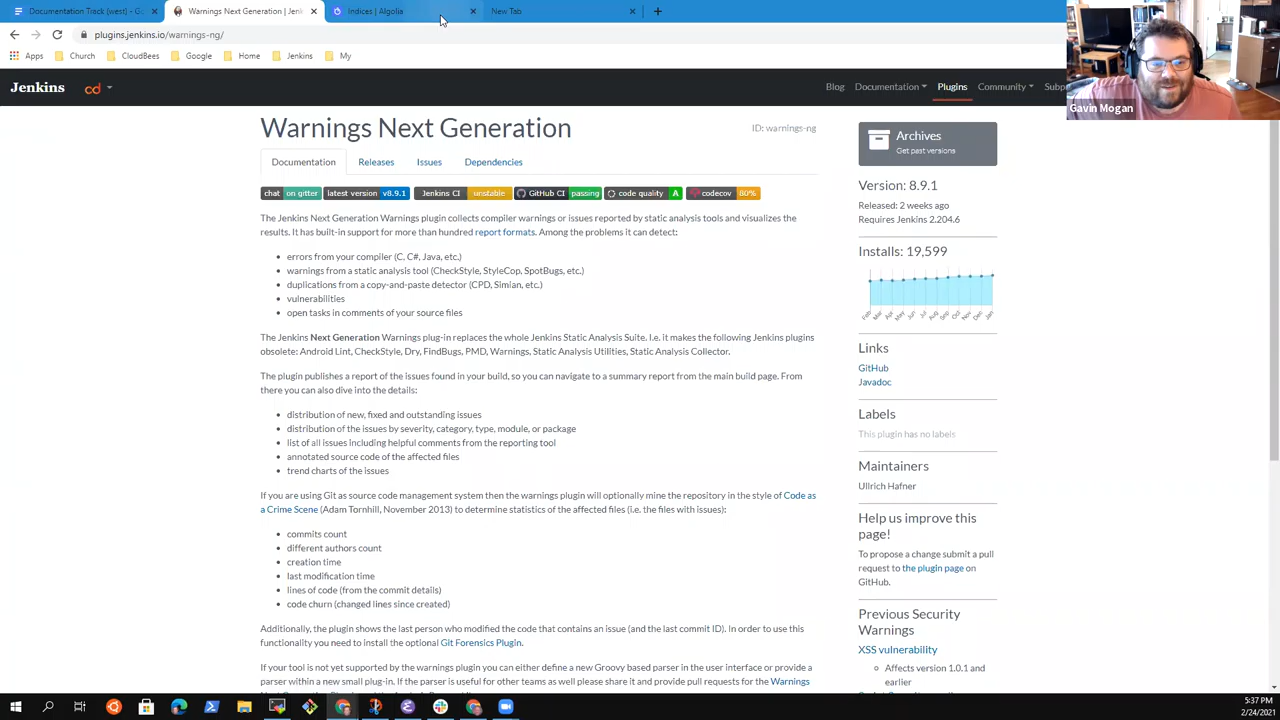 Documentation Track (west) - G
Warnings Next Generation |
Indices | Algolia
New Tab
plugins.jenkins.io/warnings-ng/
Apps
Church
CloudBees
Google
Home
Jenkins
My
Jenkins
cd
Blog
Documentation
Plugins
Community
Subp
Gavin Mogan
Warnings Next Generation
ID: warnings-ng
Documentation
Releases
Issues
Dependencies
chat on gitter
latest version v8.9.1
Jenkins CI unstable
GitHub CI passing
code quality A
codecov 80%
The Jenkins Next Generation Warnings plugin collects compiler warnings or issues reported by static analysis tools and visualizes the
results. It has built-in support for more than hundred report formats. Among the problems it can detect:
• errors from your compiler (C, C#, Java, etc.)
• warnings from a static analysis tool (CheckStyle, StyleCop, SpotBugs, etc.)
• duplications from a copy-and-paste detector (CPD, Simian, etc.)
• vulnerabilities
• open tasks in comments of your source files
The Jenkins Next Generation Warnings plug-in replaces the whole Jenkins Static Analysis Suite. I.e. it makes the following Jenkins plugins
obsolete: Android Lint, CheckStyle, Dry, FindBugs, PMD, Warnings, Static Analysis Utilities, Static Analysis Collector.
The plugin publishes a report of the issues found in your build, so you can navigate to a summary report from the main build page. From
there you can also dive into the details:
• distribution of new, fixed and outstanding issues
• distribution of the issues by severity, category, type, module, or package
• list of all issues including helpful comments from the reporting tool
• annotated source code of the affected files
• trend charts of the issues
If you are using Git as source code management system then the warnings plugin will optionally mine the repository in the style of Code as
a Crime Scene (Adam Tornhill, November 2013) to determine statistics of the affected files (i.e. the files with issues):
• commits count
• different authors count
• creation time
• last modification time
• lines of code (from the commit details)
• code churn (changed lines since created)
Additionally, the plugin shows the last person who modified the code that contains an issue (and the last commit ID). In order to use this
functionality you need to install the optional Git Forensics Plugin.
If your tool is not yet supported by the warnings plugin you can either define a new Groovy based parser in the user interface or provide a
parser within a new small plug-in. If the parser is useful for other teams as well please share it and provide pull requests for the Warnings
Archives
Get past versions
Version: 8.9.1
Released: 2 weeks ago
Requires Jenkins 2.204.6
Installs: 19,599
Feb
Mar
Apr
May
Jun
Jul
Aug
Sep
Oct
Nov
Dec
Jan
Links
GitHub
Javadoc
Labels
This plugin has no labels
Maintainers
Ullrich Hafner
Help us improve this
page!
To propose a change submit a pull
request to the plugin page on
GitHub.
Previous Security
Warnings
XSS vulnerability
Affects version 1.0.1 and
earlier
5:37 PM
2/24/2021